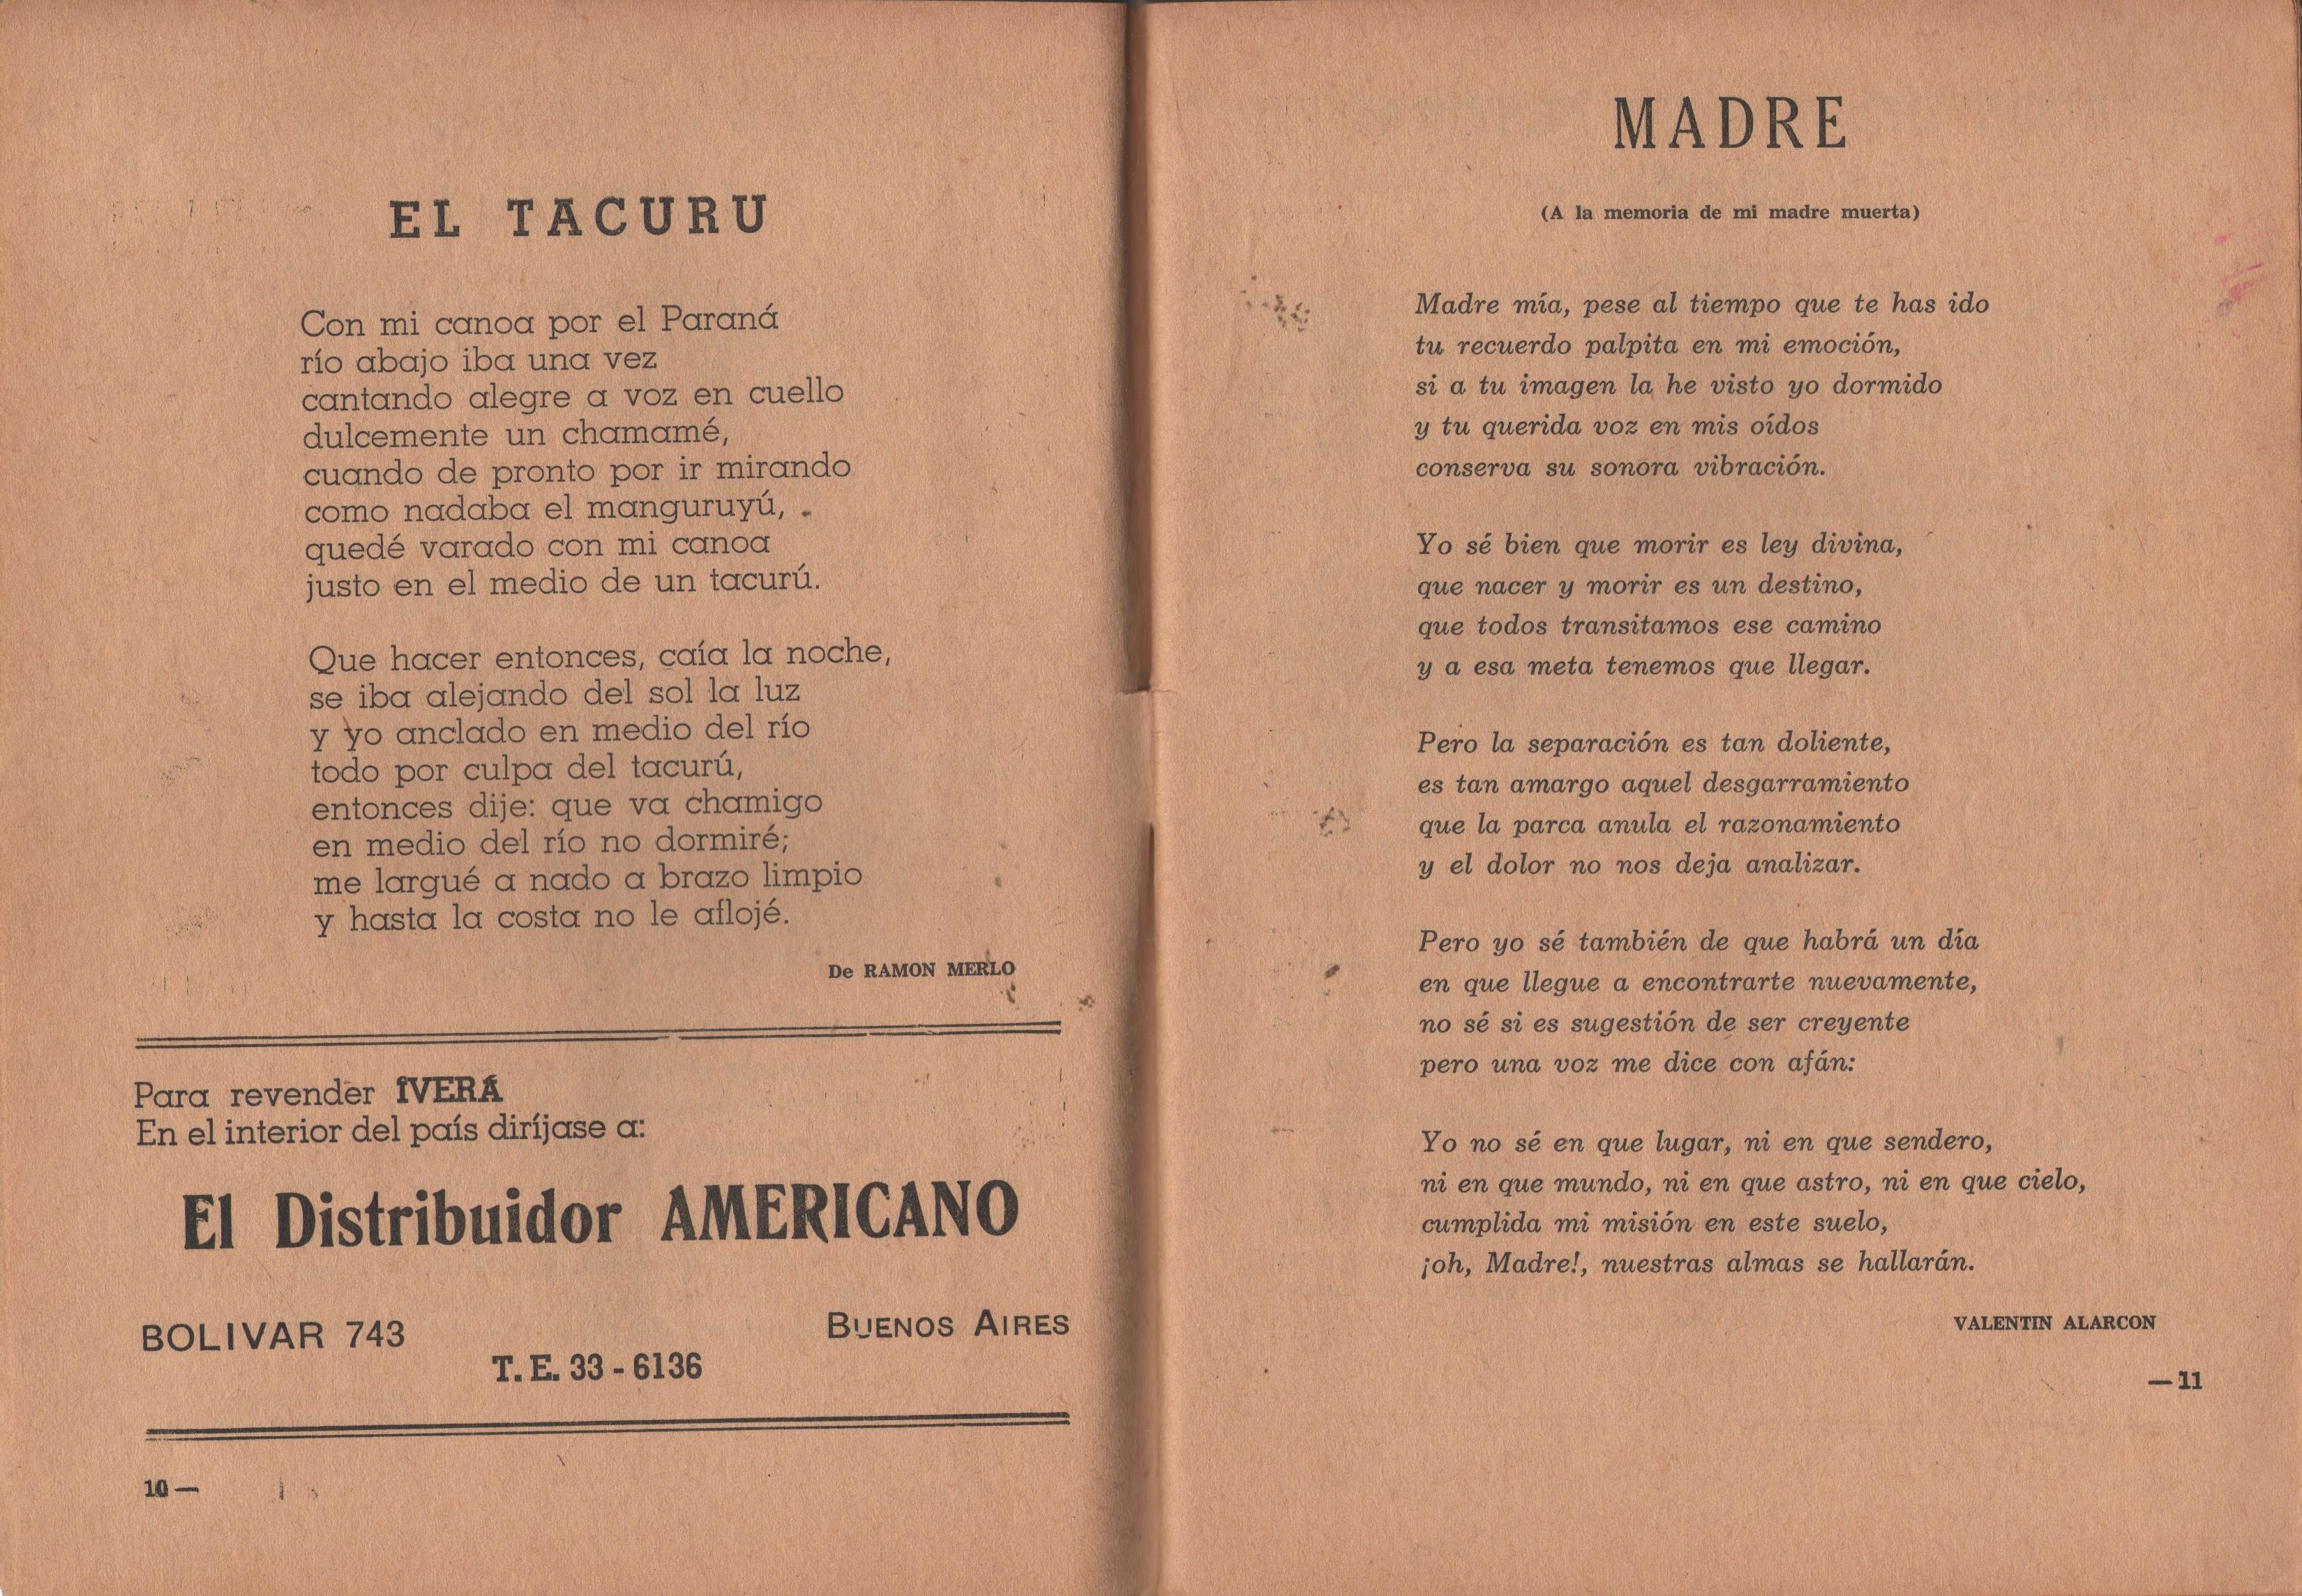 EL TACURU
Con mi canoa por el Paraná
río abajo iba una vez
cantando alegre a voz en cuello
dulcemente un chamamé,
cuando de pronto por ir mirando
como nadaba el manguruyú,
quedé varado con mi canoa
justo en el medio de un tacurú.
Que hacer entonces, caía la noche,
se iba alejando del sol la luz
y yo anclado en medio del río
todo por culpa del tacurú,
entonces dije: que va chamigo
en medio del río no dormiré;
me largué a nado a brazo limpio
y hasta la costa no le aflojé.
De RAMON MERLO
Para revender ÎVERÁ
En el interior del país diríjase a:
El Distribuidor AMERICANO
BOLIVAR 743
BUENOS AIRES
T. E. 33 - 6136
10 —
MADRE
(A la memoria de mi madre muerta)
Madre mía, pese al tiempo que te has ido
tu recuerdo palpita en mi emoción,
si a tu imagen la he visto yo dormido
y tu querida voz en mis oídos
conserva su sonora vibración.
Yo sé bien que morir es ley divina,
que nacer y morir es un destino,
que todos transitamos ese camino
y a esa meta tenemos que llegar.
Pero la separación es tan doliente,
es tan amargo aquel desgarramiento
que la parca anula el razonamiento
y el dolor no nos deja analizar.
Pero yo sé también de que habrá un día
en que llegue a encontrarte nuevamente,
no sé si es sugestión de ser creyente
pero una voz me dice con afán:
Yo no sé en que lugar, ni en que sendero,
ni en que mundo, ni en que astro, ni en que cielo,
cumplida mi misión en este suelo,
¡oh, Madre!, nuestras almas se hallarán.
VALENTIN ALARCON
— 11